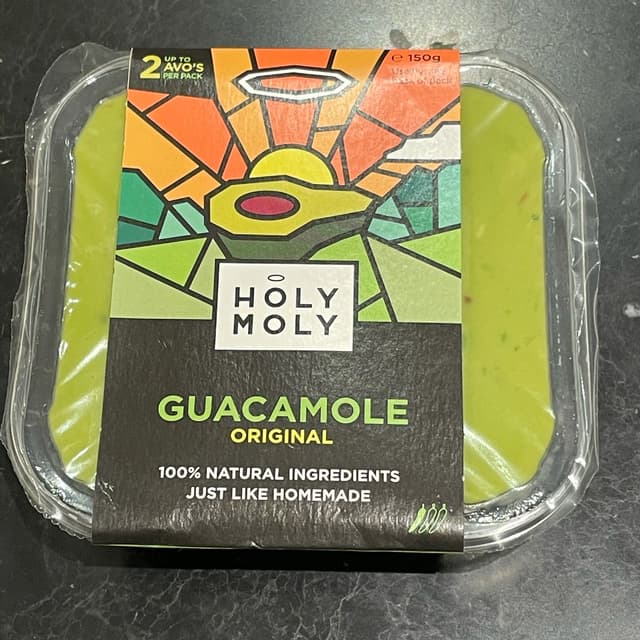 2 UP TO
AVO'S
PER PACK
℮ 150g
HOLY
MOLY
GUACAMOLE
ORIGINAL
100% NATURAL INGREDIENTS
JUST LIKE HOMEMADE